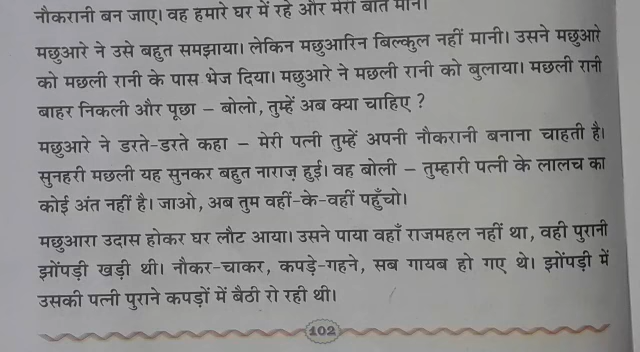 नौकरानी बन जाए। वह हमारे घर में रहे और मेरी बात माने।
मछुआरे ने उसे बहुत समझाया। लेकिन मछुआरिन बिल्कुल नहीं मानी। उसने मछुआरे
को मछली रानी के पास भेज दिया। मछुआरे ने मछली रानी को बुलाया। मछली रानी
बाहर निकली और पूछा – बोलो, तुम्हें अब क्या चाहिए ?
मछुआरे ने डरते-डरते कहा – मेरी पत्नी तुम्हें अपनी नौकरानी बनाना चाहती है।
सुनहरी मछली यह सुनकर बहुत नाराज़ हुई। वह बोली – तुम्हारी पत्नी के लालच का
कोई अंत नहीं है। जाओ, अब तुम वहीं-के-वहीं पहुँचो।
मछुआरा उदास होकर घर लौट आया। उसने पाया वहाँ राजमहल नहीं था, वही पुरानी
झोंपड़ी खड़ी थी। नौकर-चाकर, कपड़े-गहने, सब गायब हो गए थे। झोंपड़ी में
उसकी पत्नी पुराने कपड़ों में बैठी रो रही थी।
102